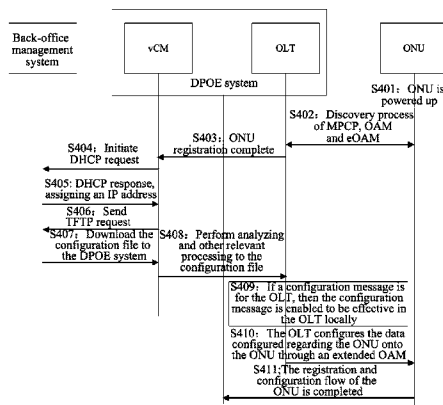 Back-office
management
system
vCM
OLT
ONU
DPOE system
S401：ONU is
powered up
S402：Discovery process
of MPCP, OAM
and eOAM
S403：ONU
registration complete
S404：Initiate
DHCP request
S405：DHCP response,
assigning an IP address
S406：Send
TFTP request
S407：Download the
configuration file to
the DPOE system
S408：Perform analyzing
and other relevant
processing to the
configuration file
S409：If a configuration message is
for the OLT, then the configuration
message is enabled to be effective in
the OLT locally
S410：The OLT configures the data
configured regarding the ONU onto
the ONU through an extended OAM
S411:The registration and
configuration flow of the
ONU is completed